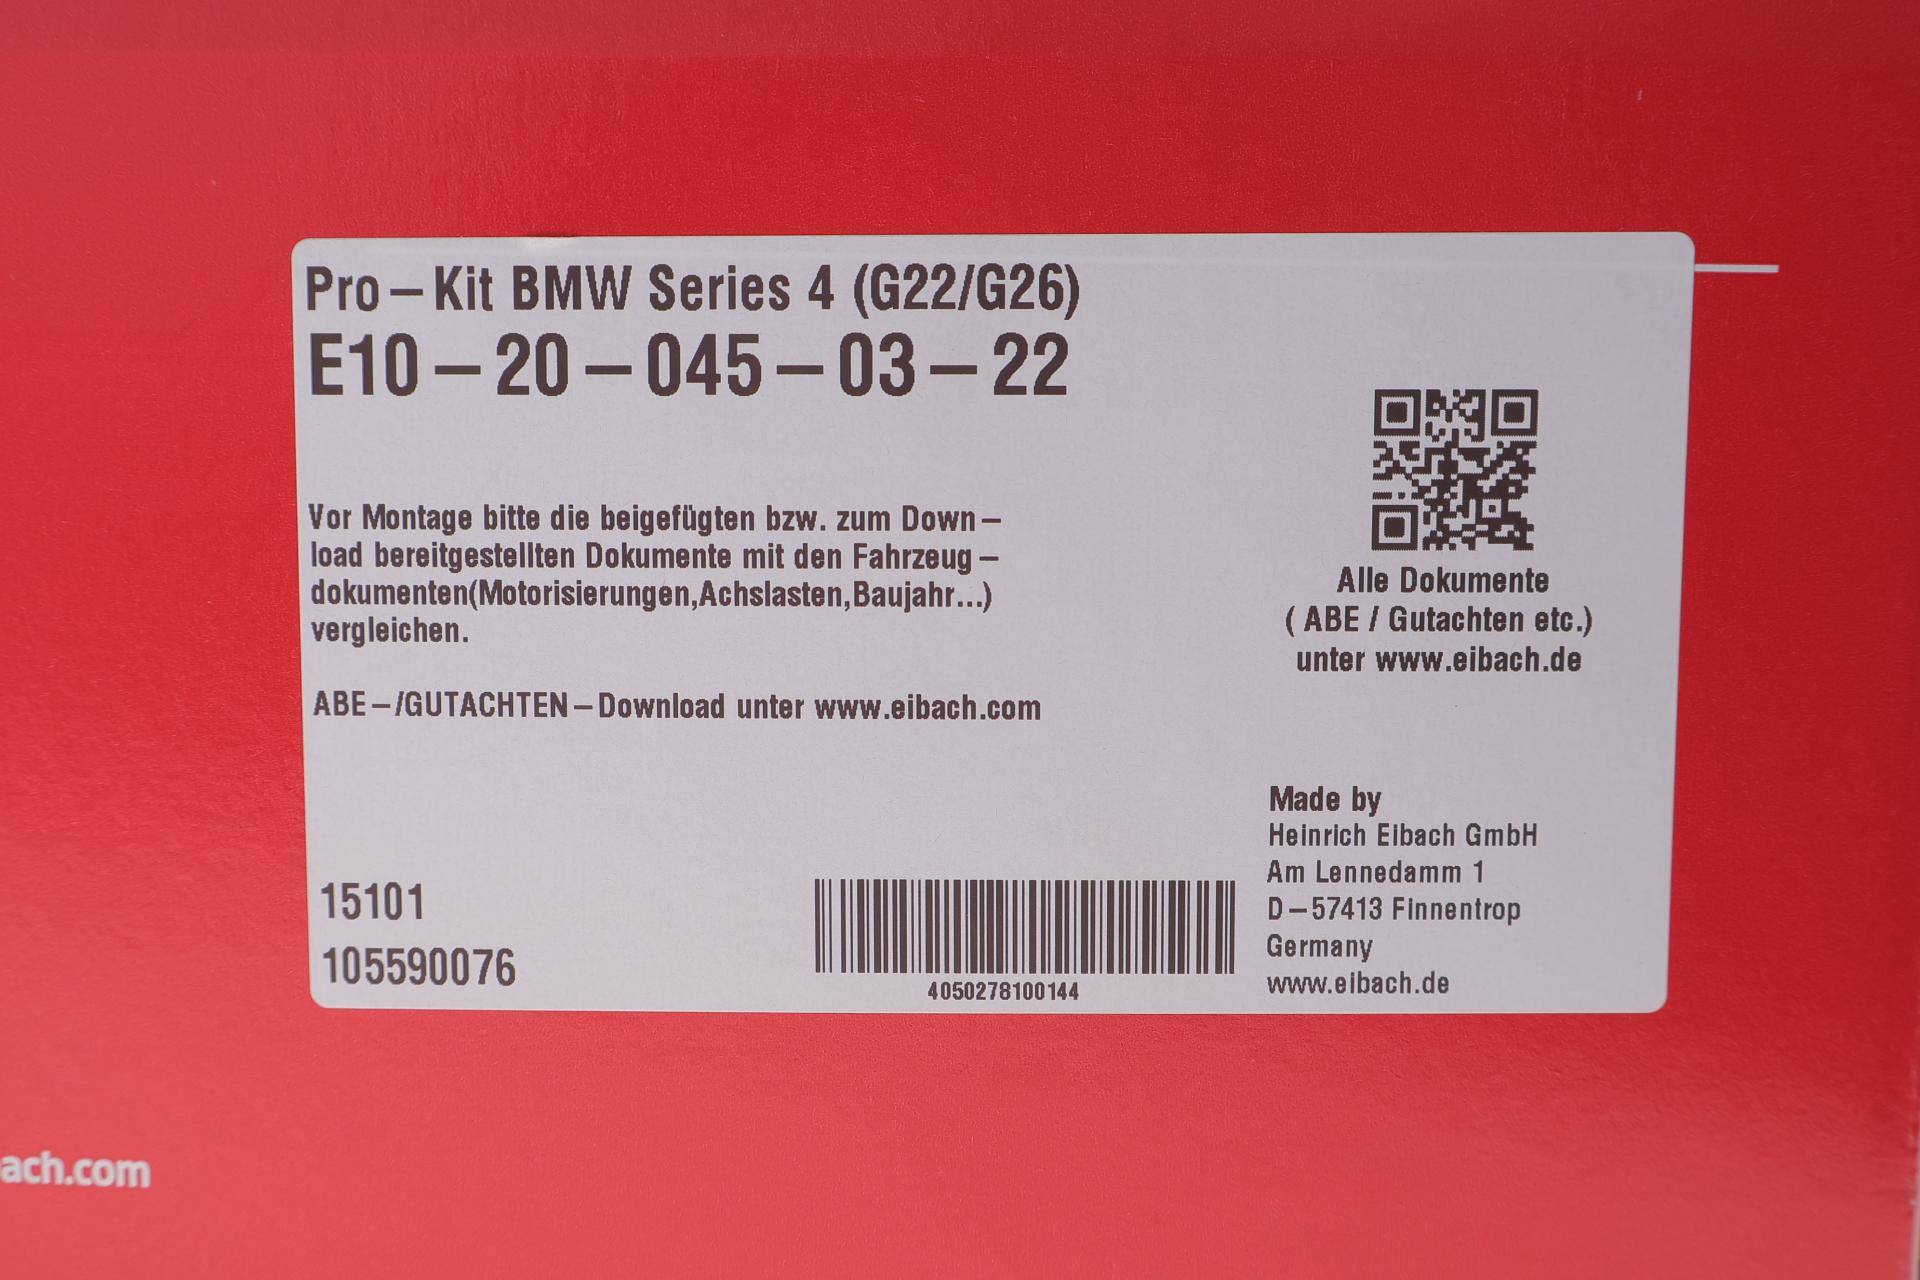 Pro-Kit BMW Series 4 (G22/G26)
E10-20-045-03-22
Vor Montage bitte die beigefügten bzw. zum Down-
load bereitgestellten Dokumente mit den Fahrzeug-
dokumenten(Motorisierungen,Achslasten,Baujahr...)
vergleichen.
ABE-/GUTACHTEN-Download unter www.eibach.com
Alle Dokumente
( ABE / Gutachten etc.)
unter www.eibach.de
15101
105590076
4050278100144
Made by
Heinrich Eibach GmbH
Am Lennedamm 1
D-57413 Finnentrop
Germany
www.eibach.de
ach.com